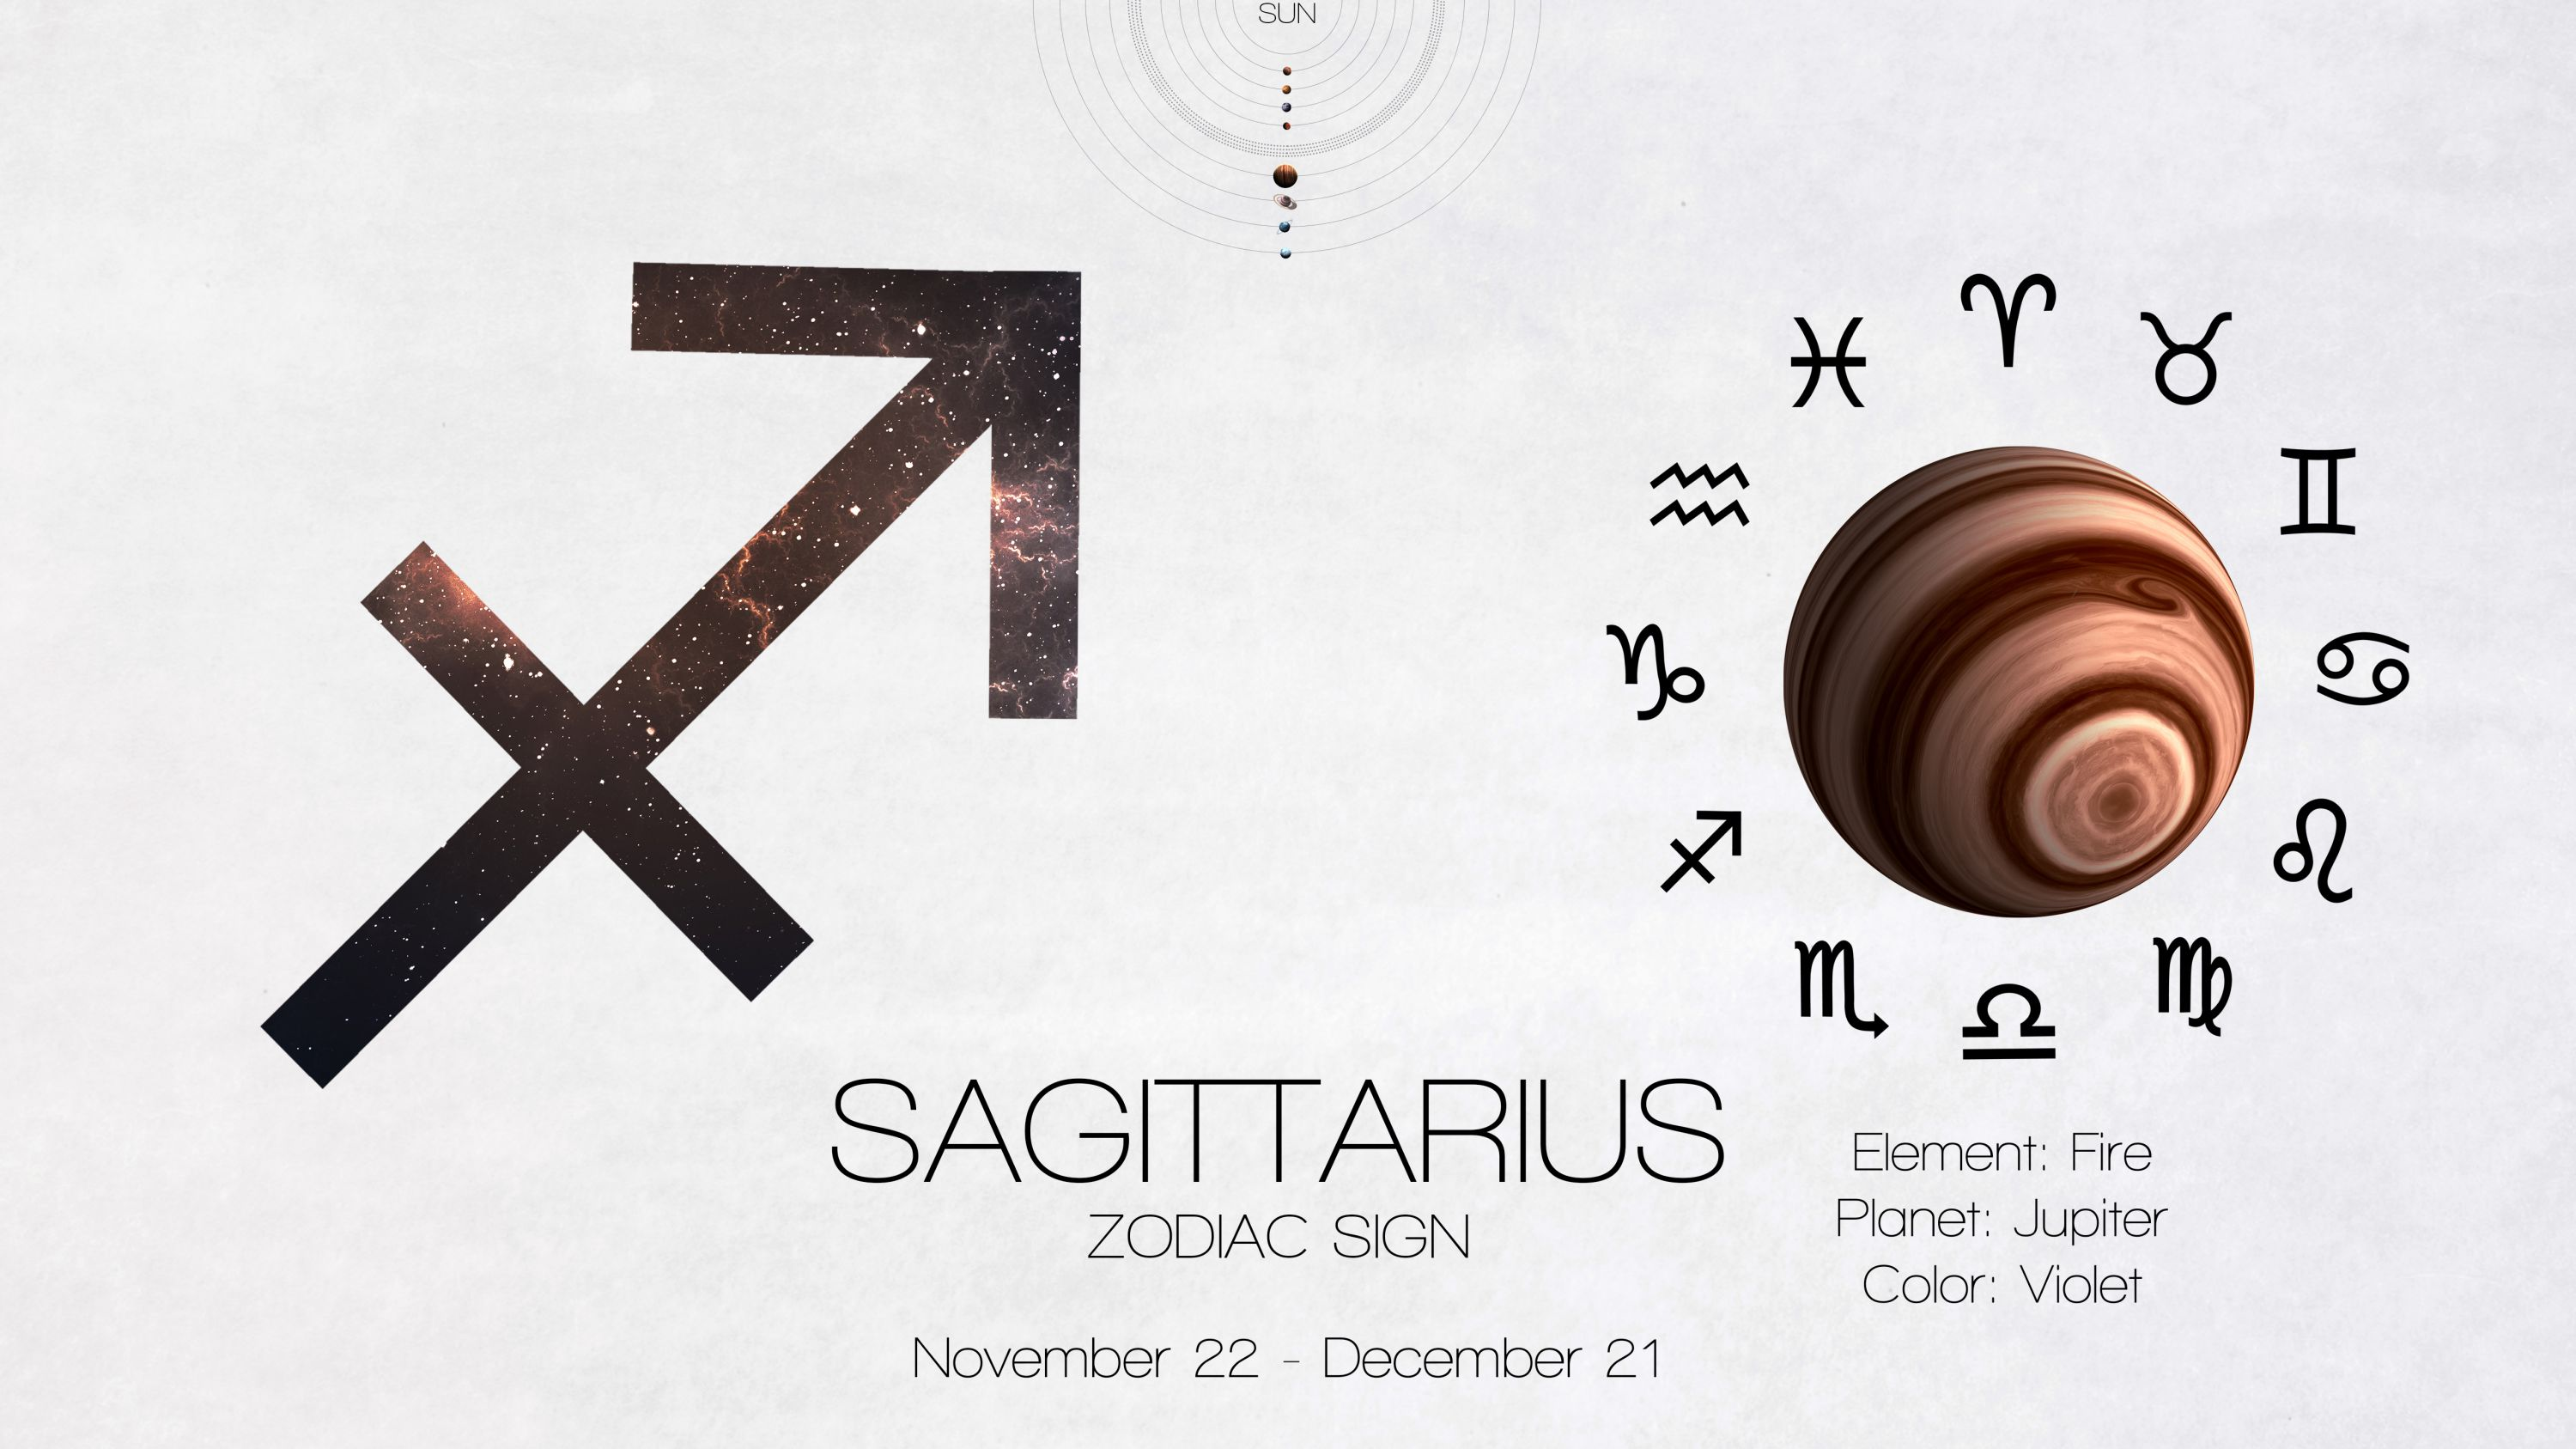 SUN
SAGITTARIUS
ZODIAC SIGN
November 22 - December 21
Element: Fire
Planet: Jupiter
Color: Violet